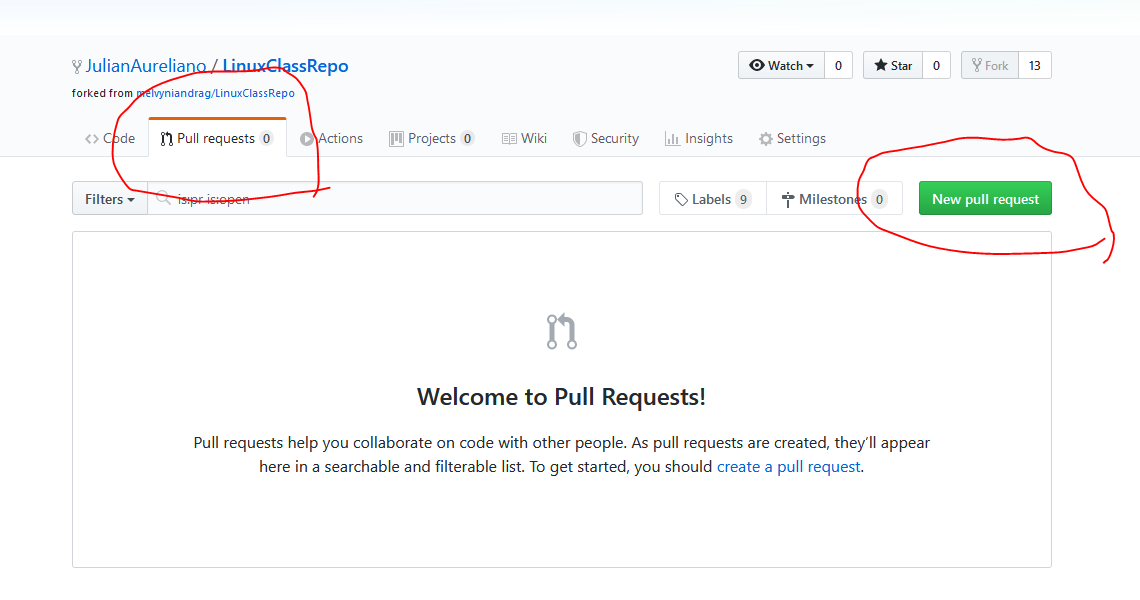 JulianAureliano / LinuxClassRepo
Watch 0 Star 0 Fork 13
forked from melvyniandrag/LinuxClassRepo
Code Pull requests 0 Actions Projects 0 Wiki Security Insights Settings
Filters is:pr is:open Labels 9 Milestones 0 New pull request
Welcome to Pull Requests!
Pull requests help you collaborate on code with other people. As pull requests are created, they’ll appear
here in a searchable and filterable list. To get started, you should create a pull request.